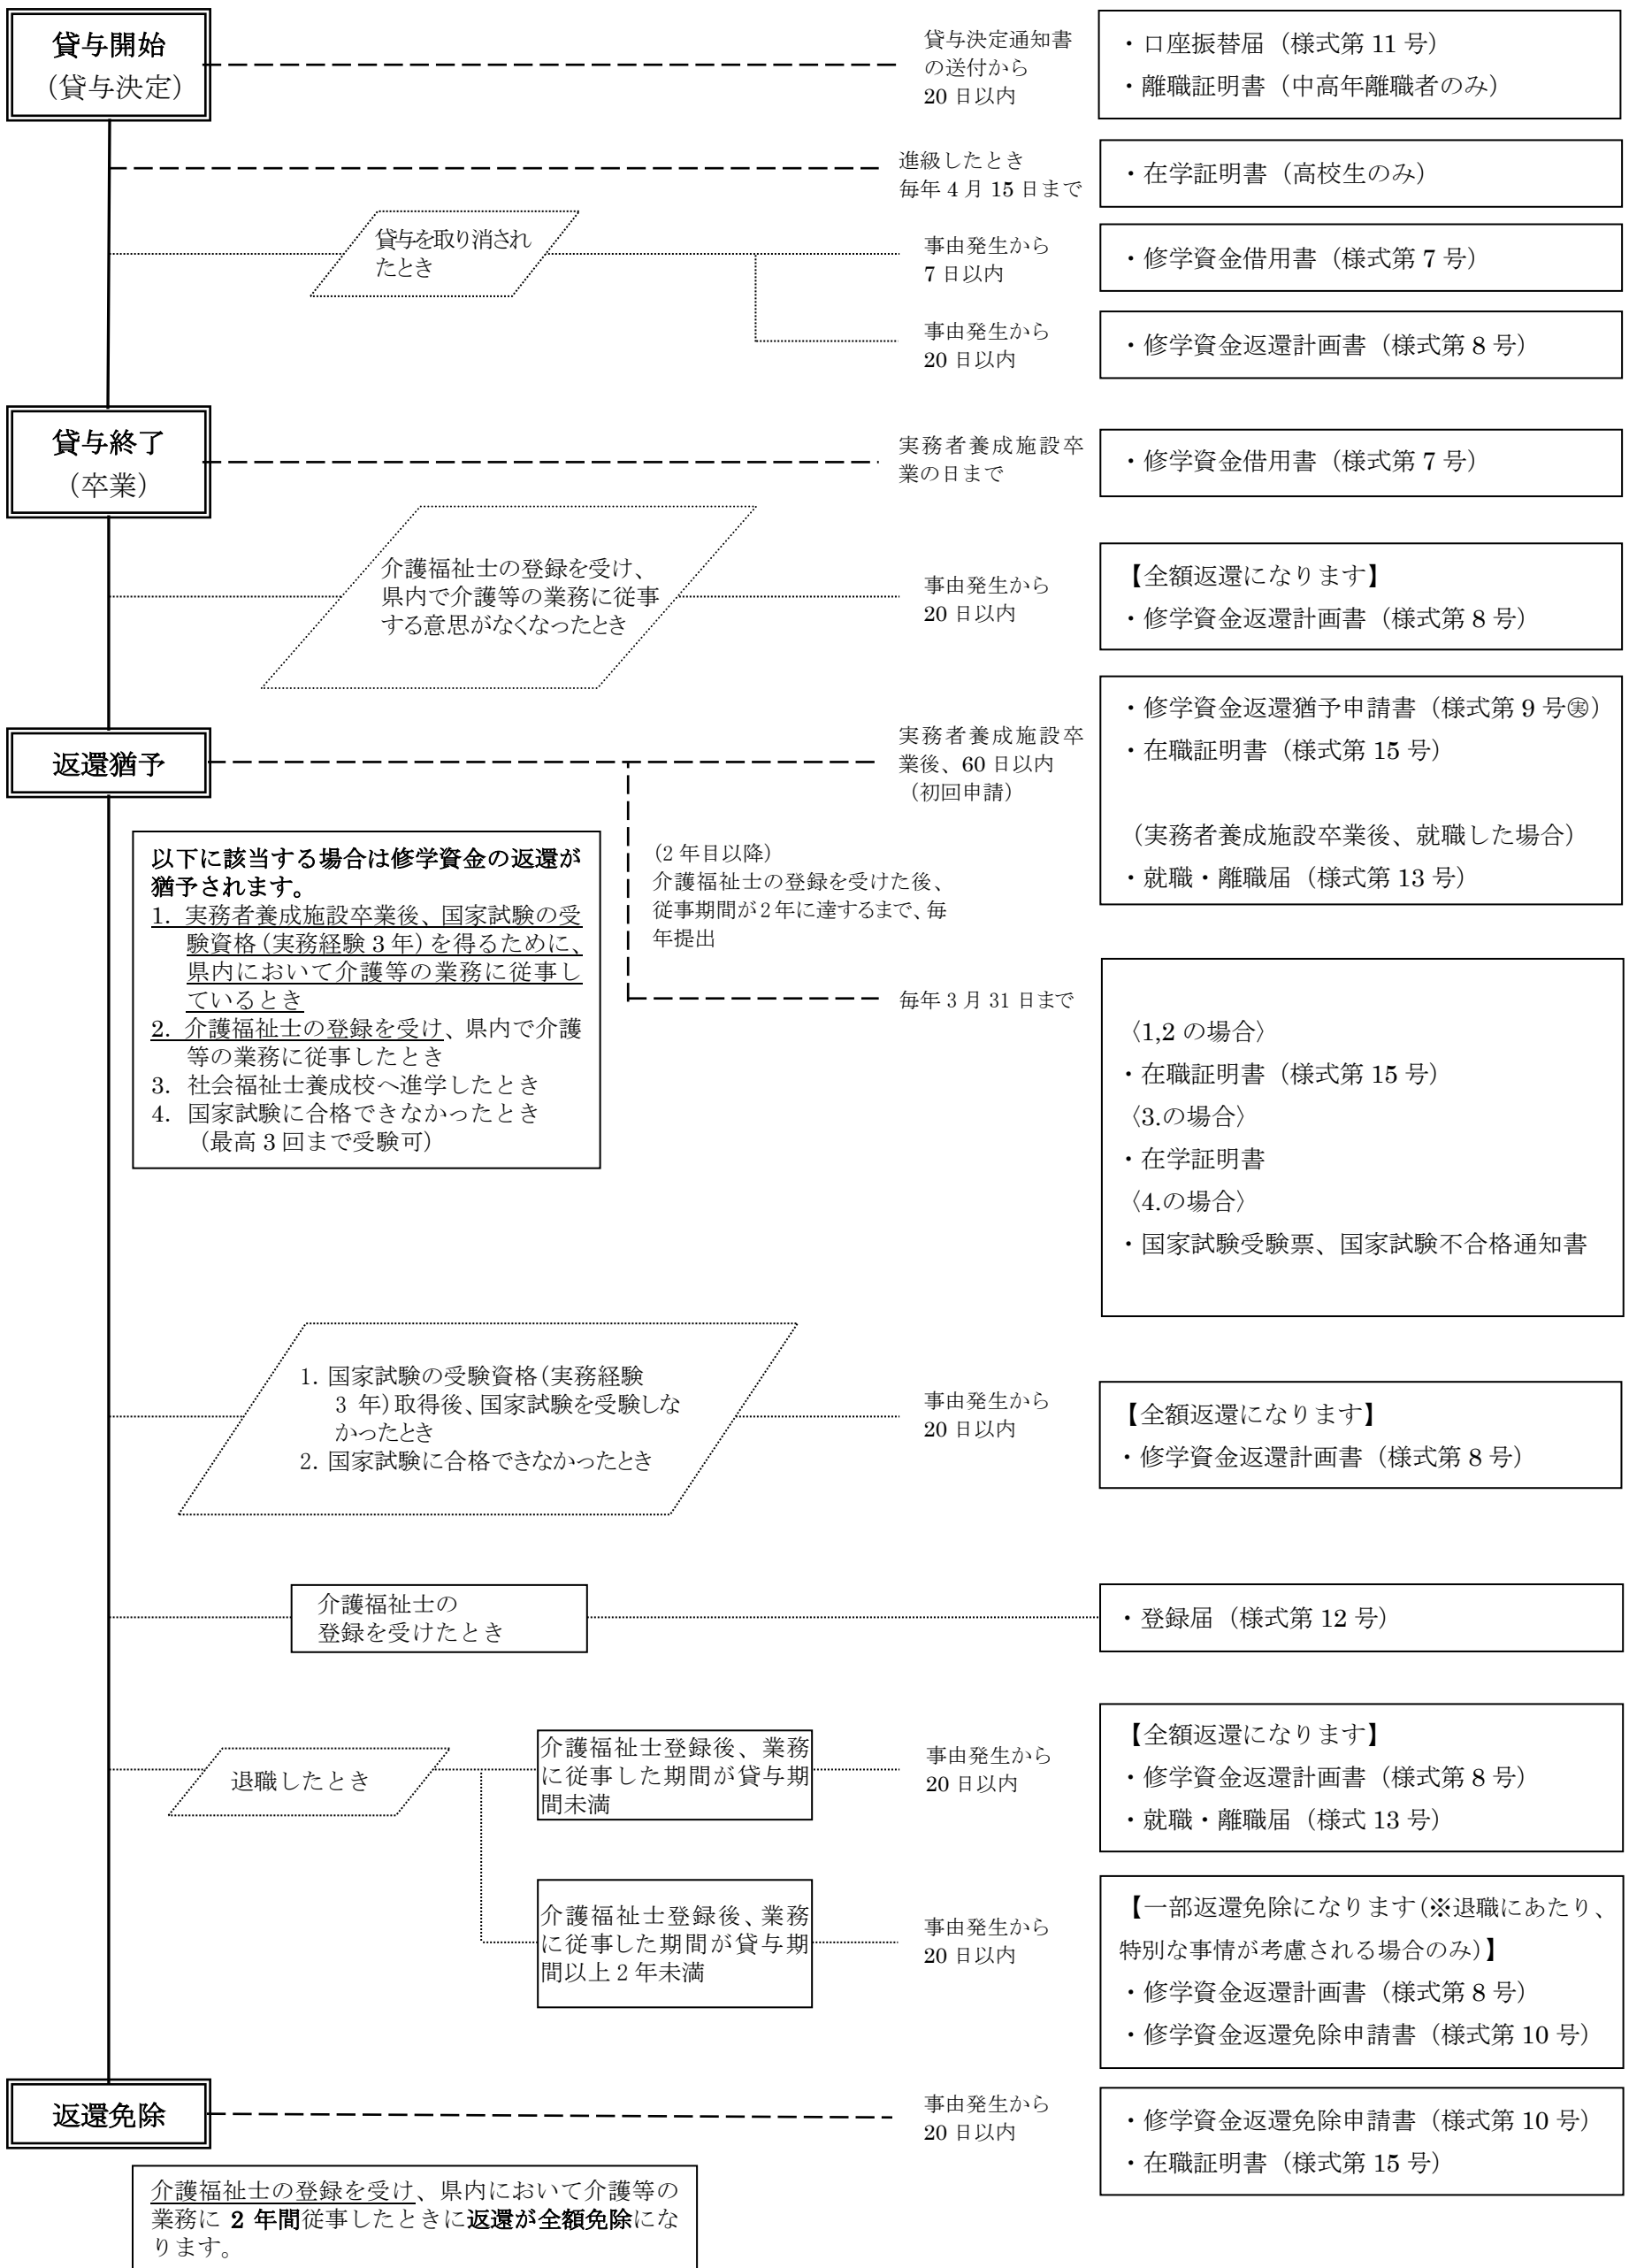 貸与開始
（貸与決定）
貸与決定通知書
の送付から
20 日以内
・口座振替届（様式第 11 号）
・離職証明書（中高年離職者のみ）
進級したとき
毎年 4 月 15 日まで
・在学証明書（高校生のみ）
貸与を取り消され
たとき
事由発生から
7 日以内
・修学資金借用書（様式第 7 号）
事由発生から
20 日以内
・修学資金返還計画書（様式第 8 号）
貸与終了
（卒業）
実務者養成施設卒
業の日まで
・修学資金借用書（様式第 7 号）
介護福祉士の登録を受け、
県内で介護等の業務に従事
する意思がなくなったとき
事由発生から
20 日以内
【全額返還になります】
・修学資金返還計画書（様式第 8 号）
返還猶予
実務者養成施設卒
業後、60 日以内
（初回申請）
・修学資金返還猶予申請書（様式第 9 号㊪）
・在職証明書（様式第 15 号）
（実務者養成施設卒業後、就職した場合）
・就職・離職届（様式第 13 号）
以下に該当する場合は修学資金の返還が
猶予されます。
1. 実務者養成施設卒業後、国家試験の受
験資格（実務経験 3 年）を得るために、
県内において介護等の業務に従事し
ているとき
2. 介護福祉士の登録を受け、県内で介護
等の業務に従事したとき
3. 社会福祉士養成校へ進学したとき
4. 国家試験に合格できなかったとき
（最高 3 回まで受験可）
(2 年目以降)
介護福祉士の登録を受けた後、
従事期間が 2 年に達するまで、毎
年提出
毎年 3 月 31 日まで
〈1,2 の場合〉
・在職証明書（様式第 15 号）
〈3.の場合〉
・在学証明書
〈4.の場合〉
・国家試験受験票、国家試験不合格通知書
1. 国家試験の受験資格（実務経験
3 年）取得後、国家試験を受験しな
かったとき
2. 国家試験に合格できなかったとき
事由発生から
20 日以内
【全額返還になります】
・修学資金返還計画書（様式第 8 号）
介護福祉士の
登録を受けたとき
・登録届（様式第 12 号）
退職したとき
介護福祉士登録後、業務
に従事した期間が貸与期
間未満
事由発生から
20 日以内
【全額返還になります】
・修学資金返還計画書（様式第 8 号）
・就職・離職届（様式 13 号）
介護福祉士登録後、業務
に従事した期間が貸与期
間以上 2 年未満
事由発生から
20 日以内
【一部返還免除になります（※退職にあたり、
特別な事情が考慮される場合のみ）】
・修学資金返還計画書（様式第 8 号）
・修学資金返還免除申請書（様式第 10 号）
返還免除
事由発生から
20 日以内
・修学資金返還免除申請書（様式第 10 号）
・在職証明書（様式第 15 号）
介護福祉士の登録を受け、県内において介護等の
業務に 2 年間従事したときに返還が全額免除にな
ります。